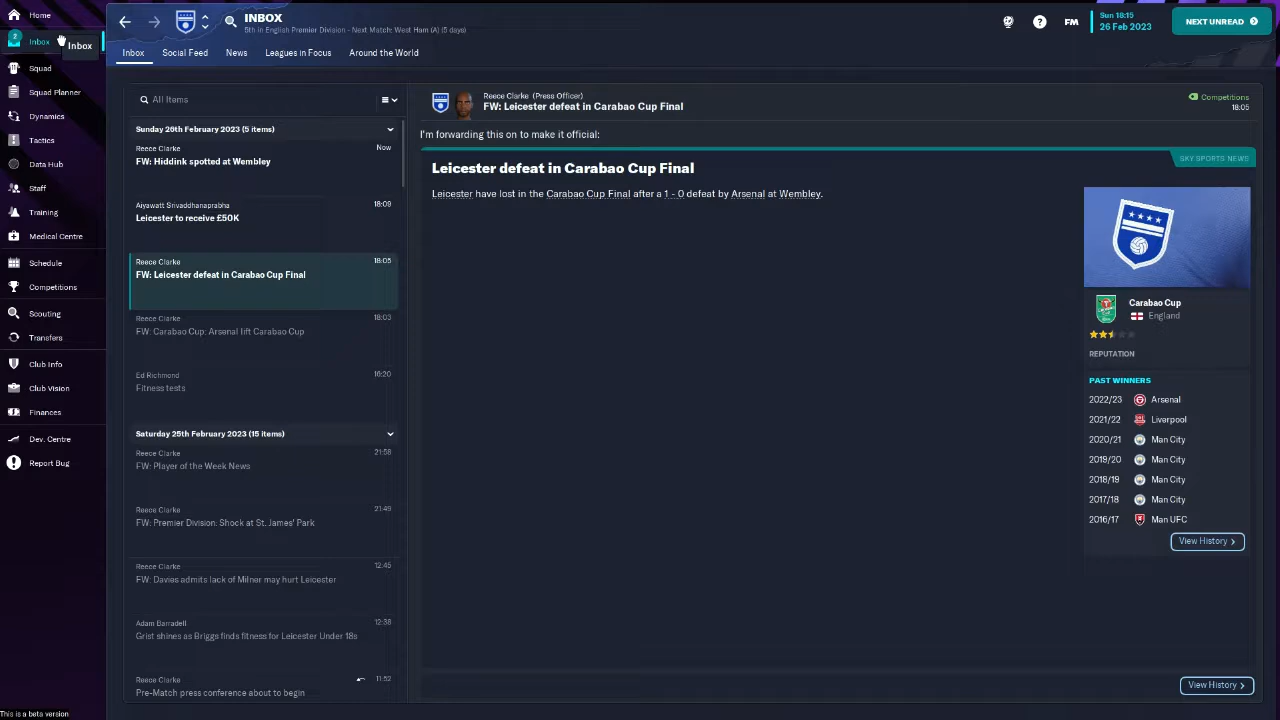 Home
2
Inbox
Inbox
Squad
Squad Planner
Dynamics
Tactics
Data Hub
Staff
Training
Medical Centre
Schedule
Competitions
Scouting
Transfers
Club Info
Club Vision
Finances
Dev. Centre
Report Bug
This is a beta version
INBOX
5th in English Premier Division - Next Match: West Ham (A) (5 days)
FM
Sun 18:15
26 Feb 2023
NEXT UNREAD
Inbox Social Feed News Leagues in Focus Around the World
All Items
Sunday 26th February 2023 (5 items)
Reece Clarke Now
FW: Hiddink spotted at Wembley
Aiyawatt Srivaddhanaprabha 18:09
Leicester to receive £50K
Reece Clarke 18:05
FW: Leicester defeat in Carabao Cup Final
Reece Clarke 18:03
FW: Carabao Cup: Arsenal lift Carabao Cup
Ed Richmond 16:20
Fitness tests
Saturday 25th February 2023 (15 items)
Reece Clarke 21:58
FW: Player of the Week News
Reece Clarke 21:49
FW: Premier Division: Shock at St. James' Park
Reece Clarke 12:45
FW: Davies admits lack of Milner may hurt Leicester
Adam Barradell 12:38
Grist shines as Briggs finds fitness for Leicester Under 18s
Reece Clarke 11:52
Pre-Match press conference about to begin
Reece Clarke (Press Officer)
FW: Leicester defeat in Carabao Cup Final
Competitions
18:05
I'm forwarding this on to make it official:
SKY SPORTS NEWS
Leicester defeat in Carabao Cup Final
Leicester have lost in the Carabao Cup Final after a 1 - 0 defeat by Arsenal at Wembley.
Carabao Cup
England
REPUTATION
PAST WINNERS
2022/23 Arsenal
2021/22 Liverpool
2020/21 Man City
2019/20 Man City
2018/19 Man City
2017/18 Man City
2016/17 Man UFC
View History
View History